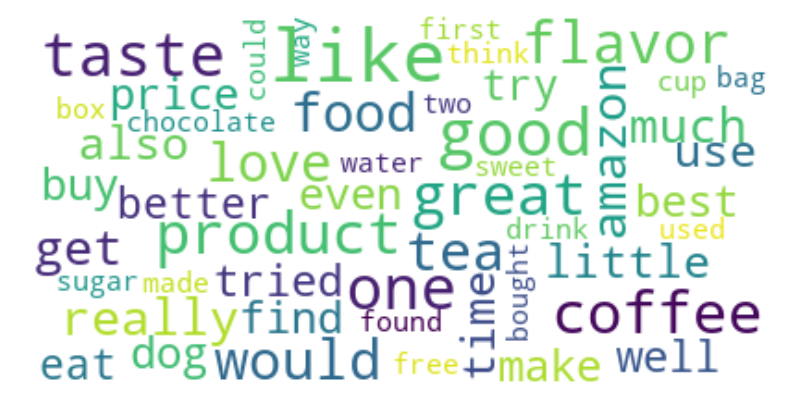 taste
could
like
way
first
think
flavor
price
box
chocolate
food
two
try
cup
bag
amazon
much
also
love
water
good
sweet
use
buy
better
even
great
best
product
drink
used
get
tea
little
sugar
made
tried
one
time
bought
coffee
really
find
found
eat
dog
would
free
make
well